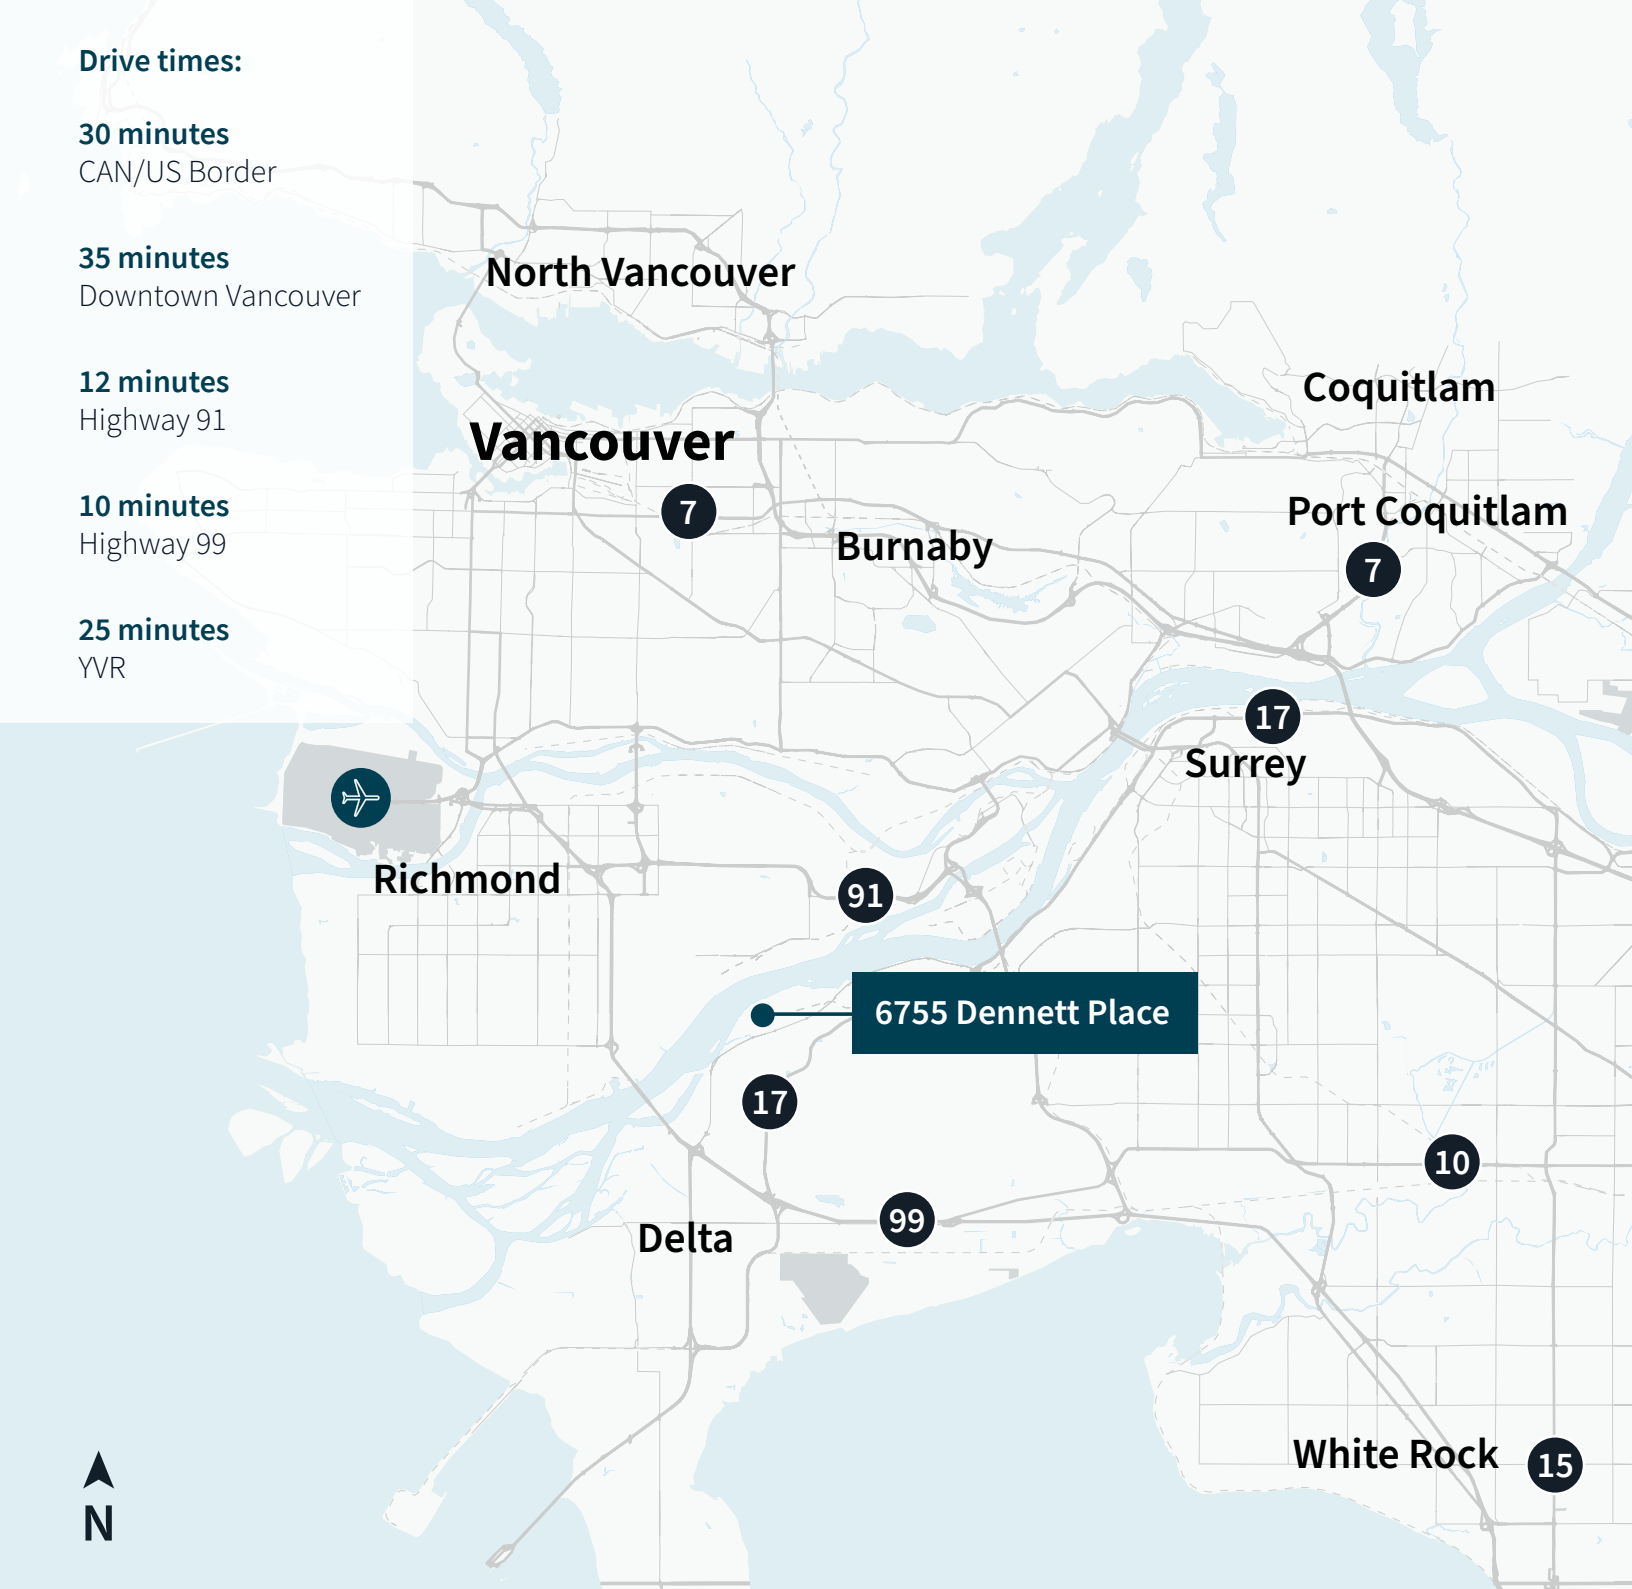 Drive times:
30 minutes
CAN/US Border
35 minutes
Downtown Vancouver
12 minutes
Highway 91
10 minutes
Highway 99
25 minutes
YVR
North Vancouver
Coquitlam
Vancouver
7
Port Coquitlam
Burnaby
7
17
Surrey
Richmond
91
6755 Dennett Place
17
10
99
Delta
White Rock
15
N